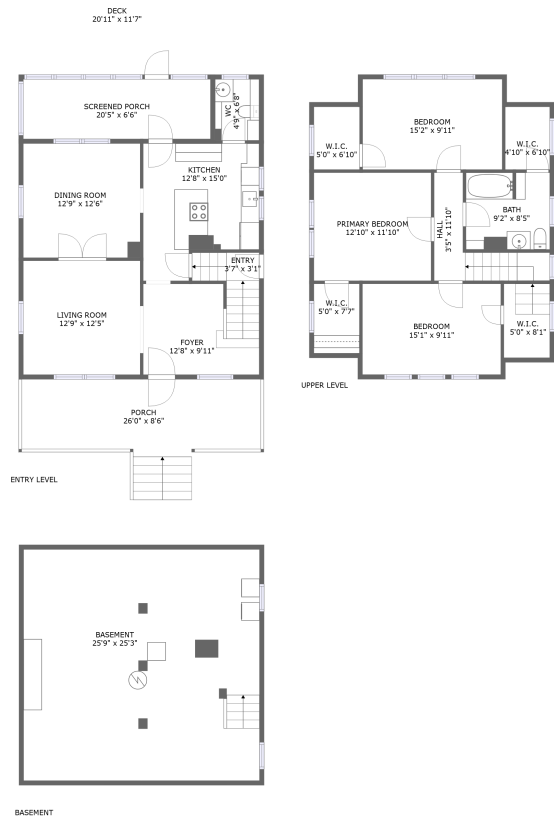 DECK
20'11" x 11'7"
SCREENED PORCH
20'5" x 6'6"
WC
4'9" x 6'8"
KITCHEN
12'8" x 15'0"
DINING ROOM
12'9" x 12'6"
ENTRY
3'7" x 3'1"
LIVING ROOM
12'9" x 12'5"
FOYER
12'8" x 9'11"
PORCH
26'0" x 8'6"
ENTRY LEVEL
BEDROOM
15'2" x 9'11"
W.I.C.
5'0" x 6'10"
W.I.C.
4'10" x 6'10"
PRIMARY BEDROOM
12'10" x 11'10"
HALL
3'5" x 11'10"
BATH
9'2" x 8'5"
W.I.C.
5'0" x 7'7"
BEDROOM
15'1" x 9'11"
W.I.C.
5'0" x 8'1"
UPPER LEVEL
BASEMENT
25'9" x 25'3"
BASEMENT